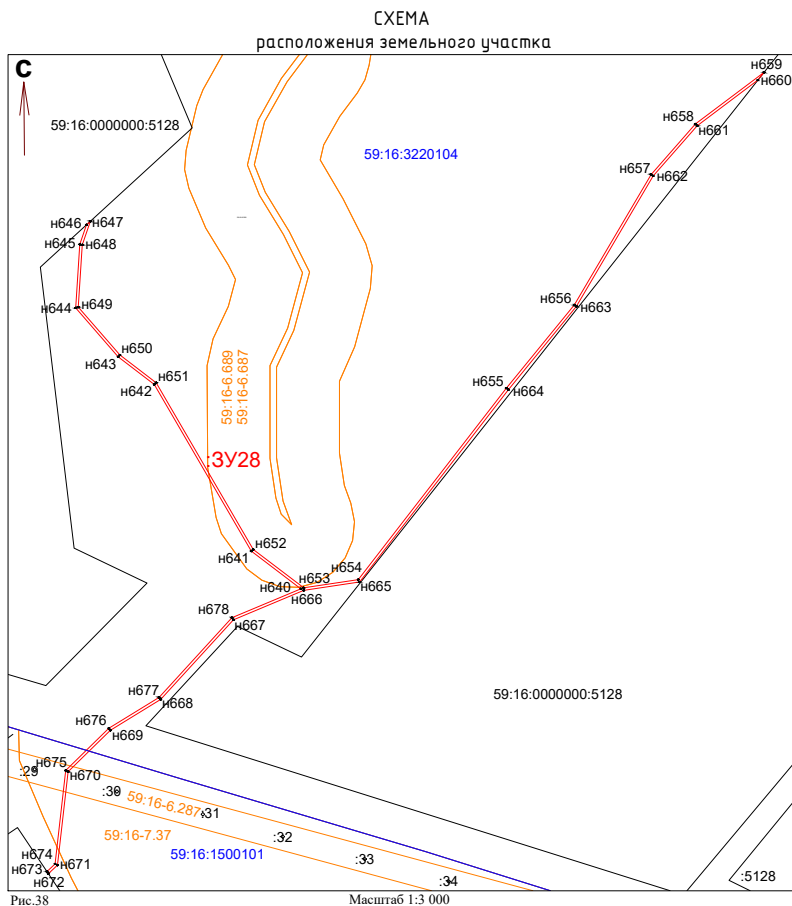 СХЕМА
расположения земельного участка
С
н659
н660
59:16:0000000:5128
н658
н661
59:16:3220104
н657
н662
н646 н647
н645 н648
н656
н663
н644 н649
н650
н643
н651
н642
59:16-6.689
59:16-6.687
н655
н664
:ЗУ28
н652
н641
н654
н653
н640
н665
н666
н678
н667
59:16:0000000:5128
н677
н668
н676
н669
н675
:29
н670
:30
59:16-6.287
:31
59:16-7.37
:32
59:16:1500101
:33
н674
н671
н673
н672
:34
:5128
Рис.38
Масштаб 1:3 000